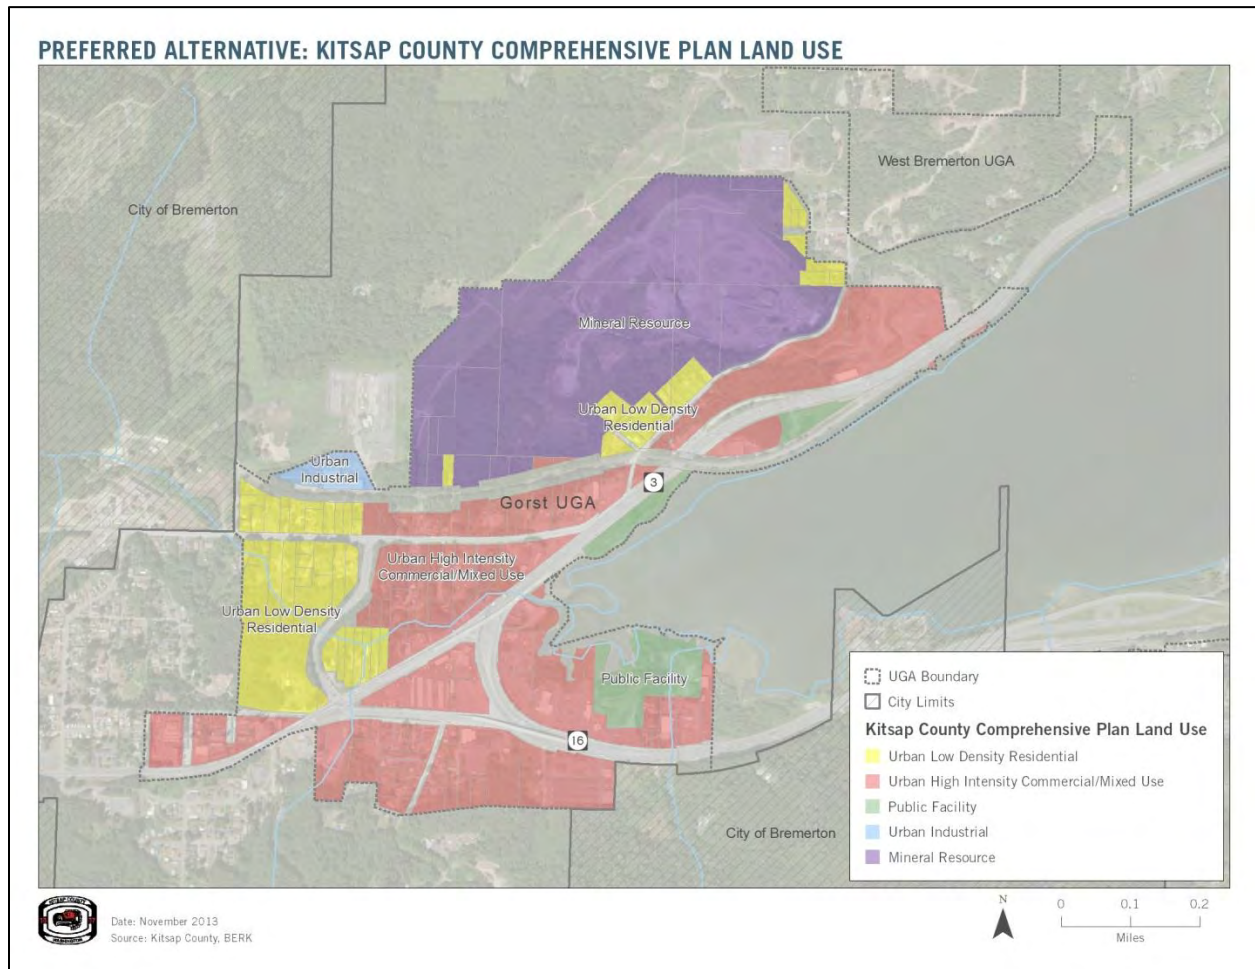 PREFERRED ALTERNATIVE: KITSAP COUNTY COMPREHENSIVE PLAN LAND USE
West Bremerton UGA
City of Bremerton
Mineral Resource
Urban Low Density
Residential
Urban
Industrial
3
Gorst UGA
Urban High Intensity
Commercial/Mixed Use
Urban Low Density
Residential
Public Facility
16
City of Bremerton
UGA Boundary
City Limits
Kitsap County Comprehensive Plan Land Use
Urban Low Density Residential
Urban High Intensity Commercial/Mixed Use
Public Facility
Urban Industrial
Mineral Resource
KITSAP COUNTY
WASHINGTON
Date: November 2013
Source: Kitsap County, BERK
N
0 0.1 0.2
Miles